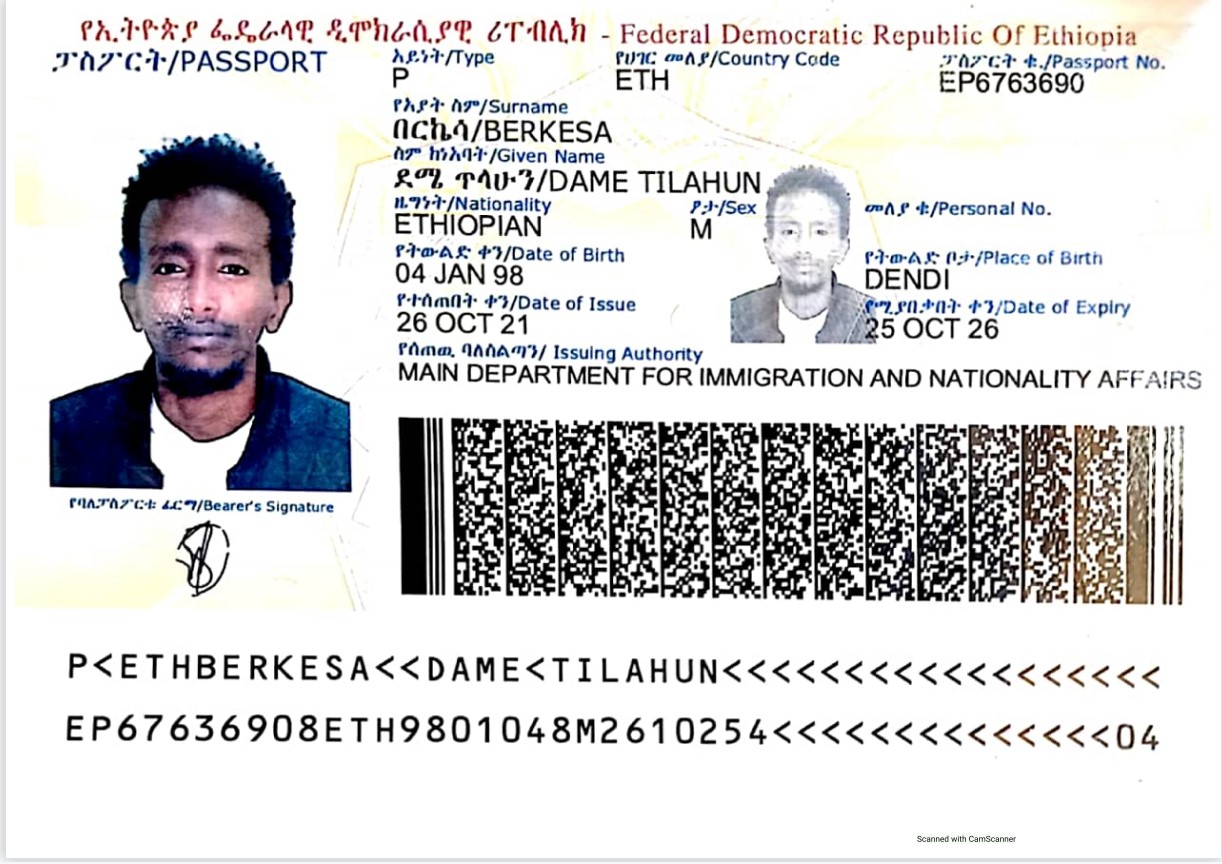 የኢትዮጵያ ፌዴራላዊ ዲሞክራሲያዊ ሪፐብሊክ - Federal Democratic Republic Of Ethiopia
ፓስፖርት/PASSPORT
አይነት/Type
የሀገር መለያ/Country Code
ፓስፖርት ቁ./Passport No.
P
ETH
EP6763690
የአያት ስም/Surname
በርኬሳ/BERKESA
ስም ከነአባት/Given Name
ደሜ ጥላሁን/DAME TILAHUN
ዜግነት/Nationality
ፆታ/Sex
መለያ ቁ/Personal No.
ETHIOPIAN
M
የትውልድ ቀን/Date of Birth
የትውልድ ቦታ/Place of Birth
04 JAN 98
DENDI
የተሰጠበት ቀን/Date of Issue
የሚያበቃበት ቀን/Date of Expiry
26 OCT 21
25 OCT 26
የሰጠዉ ባለስልጣን/ Issuing Authority
MAIN DEPARTMENT FOR IMMIGRATION AND NATIONALITY AFFAIRS
የባለፓስፖርቱ ፊርማ/Bearer's Signature
P<ETHBERKESA<<DAME<TILAHUN<<<<<<<<<<<<<<<<<<
EP67636908ETH9801048M2610254<<<<<<<<<<<<<<04
Scanned with CamScanner